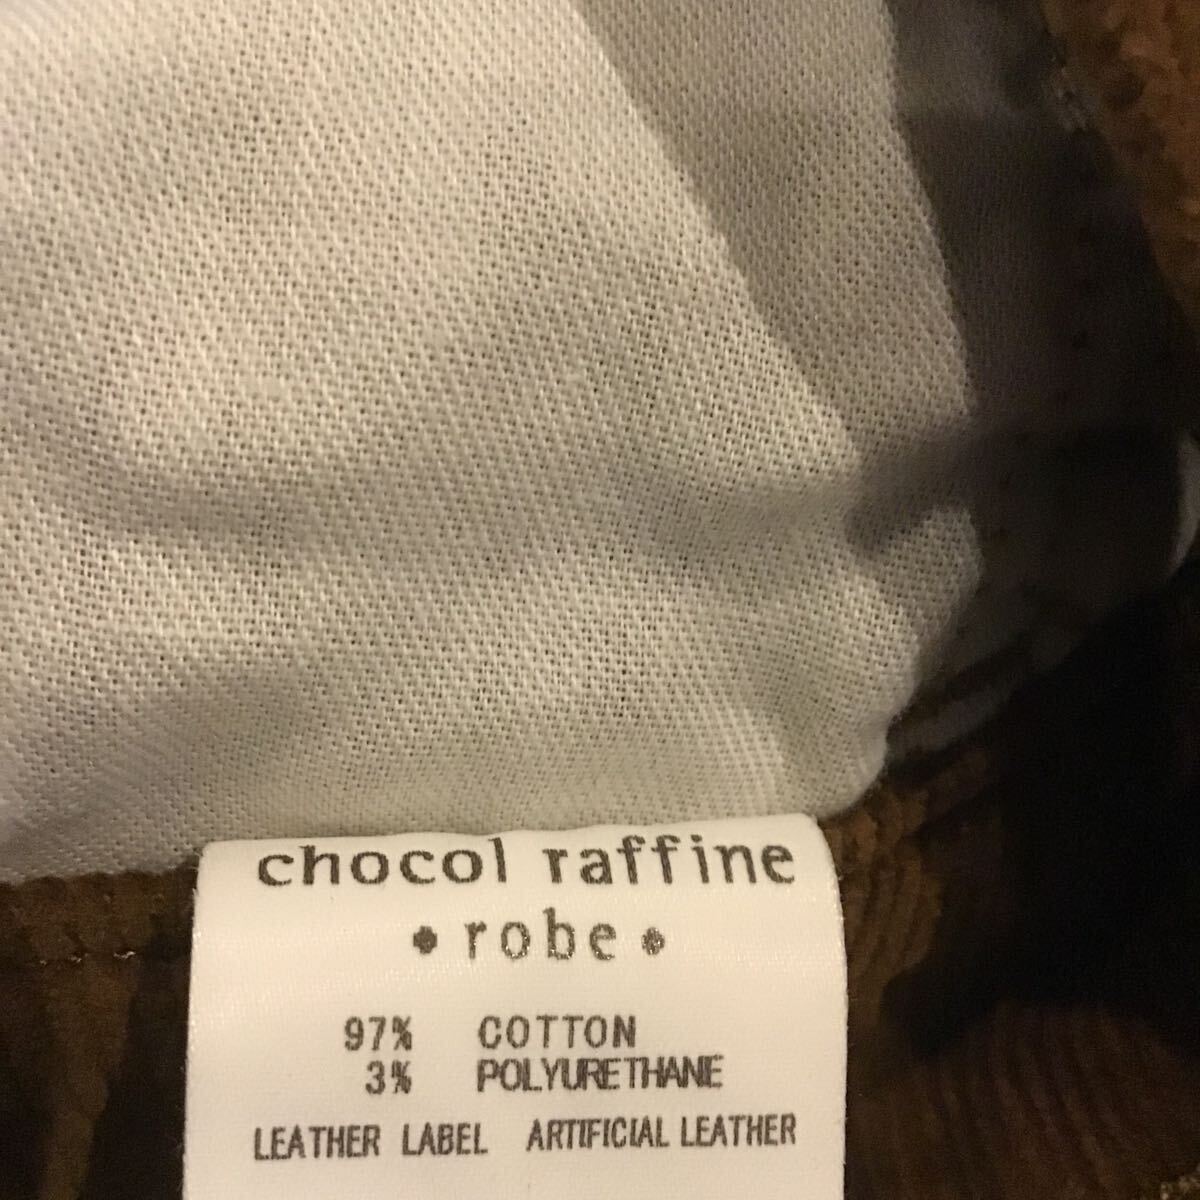 chocol raffine
• robe •
97% COTTON
3% POLYURETHANE
LEATHER LABEL ARTIFICIAL LEATHER